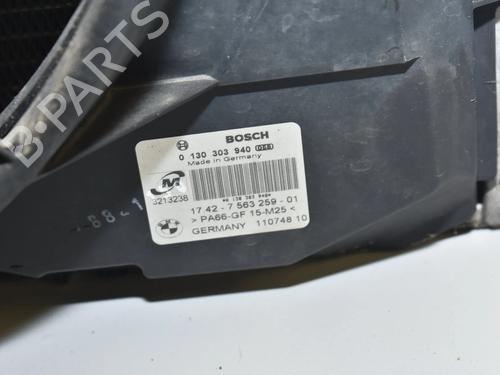 B-PARTS
BOSCH
0 130 303 940
Made in Germany
M
3213238
17 42 - 7 563 259 - 01
> PA66-GF 15-M25 <
GERMANY 110748 10